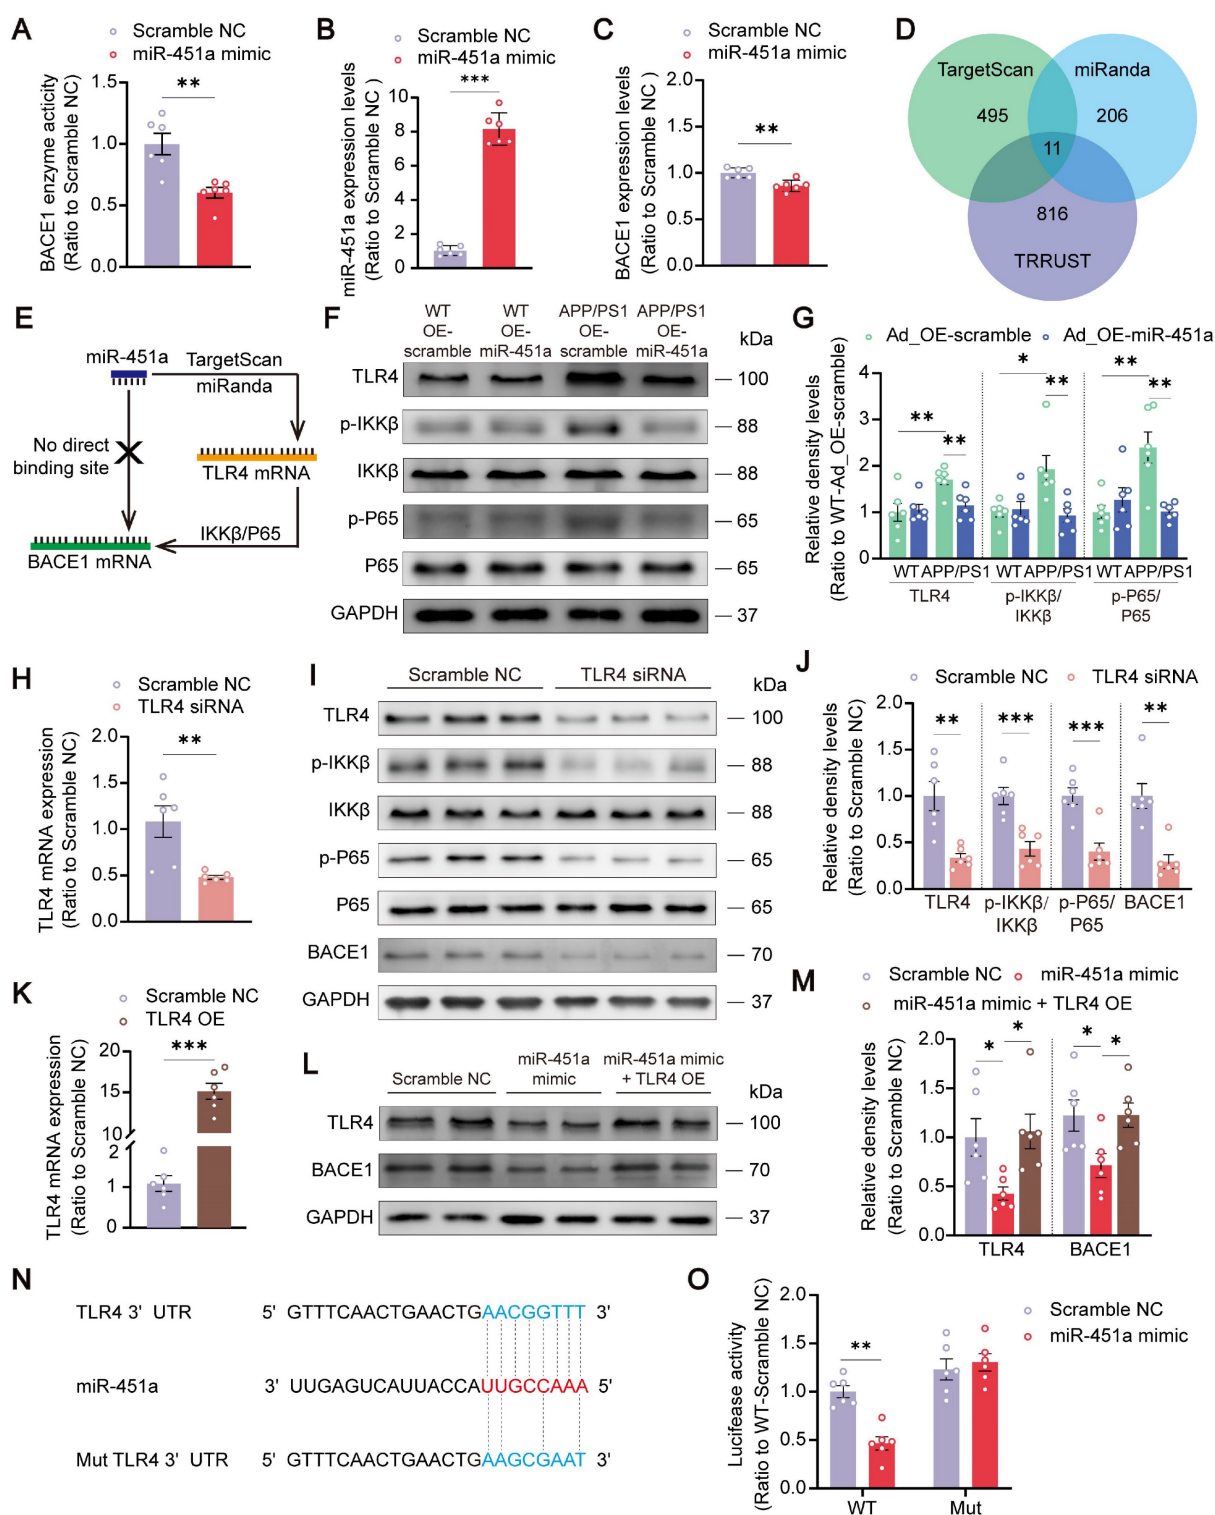 A
Scramble NC
miR-451a mimic
BACE1 enzyme acticity
(Ratio to Scramble NC)
**
1.5
1.0
0.5
0.0
B
Scramble NC
miR-451a mimic
miR-451a expression levels
(Ratio to Scramble NC )
***
10
8
6
4
2
0
C
Scramble NC
miR-451a mimic
BACE1 expression levels
(Ratio to Scramble NC )
**
2.0
1.5
1.0
0.5
0.0
D
TargetScan
miRanda
495
206
11
816
TRRUST
E
miR-451a
TargetScan
miRanda
No direct
binding site
TLR4 mRNA
IKKβ/P65
BACE1 mRNA
F
WT OE-scramble
WT OE-miR-451a
APP/PS1 OE-scramble
APP/PS1 OE-miR-451a
kDa
TLR4 100
p-IKKβ 88
IKKβ 88
p-P65 65
P65 65
GAPDH 37
G
Ad_OE-scramble
Ad_OE-miR-451a
Relative density levels
(Ratio to WT-Ad_OE-scramble)
4
3
2
1
0
** ** * ** ** **
WT APP/PS1 WT APP/PS1 WT APP/PS1
TLR4
p-IKKβ/
IKKβ
p-P65/
P65
H
Scramble NC
TLR4 siRNA
TLR4 mRNA expression
(Ratio to Scramble NC)
**
2.0
1.5
1.0
0.5
0.0
I
Scramble NC
TLR4 siRNA
kDa
TLR4 100
p-IKKβ 88
IKKβ 88
p-P65 65
P65 65
BACE1 70
GAPDH 37
J
Scramble NC
TLR4 siRNA
Relative density levels
(Ratio to Scramble NC)
2.0
1.5
1.0
0.5
0.0
** *** *** **
TLR4
p-IKKβ/
IKKβ
p-P65/
P65
BACE1
K
Scramble NC
TLR4 OE
TLR4 mRNA expression
(Ratio to Scramble NC)
***
20
15
10
2
1
0
L
Scramble NC
miR-451a
mimic
miR-451a mimic
+ TLR4 OE
kDa
TLR4 100
BACE1 70
GAPDH 37
M
Scramble NC
miR-451a mimic
miR-451a mimic + TLR4 OE
Relative density levels
(Ratio to Scramble NC)
2.0
1.5
1.0
0.5
0.0
* * * *
TLR4
BACE1
N
TLR4 3' UTR 5' GTTTCAACTGAACTGAACGGTTT 3'
miR-451a 3' UUGAGUCAUUACCAUUGCCAAA 5'
Mut TLR4 3' UTR 5' GTTTCAACTGAACTGAAGCGAAT 3'
O
Scramble NC
miR-451a mimic
Lucifease activity
(Ratio to WT-Scramble NC)
2.0
1.5
1.0
0.5
0.0
**
WT
Mut